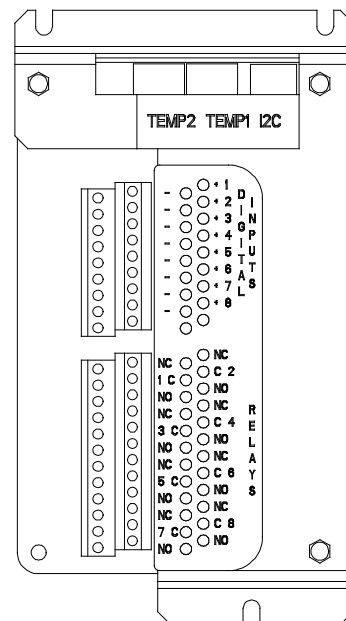 TEMP2 TEMP1 I2C
- + 1
- + 2
- + 3
- + 4
- + 5
- + 6
- + 7
- + 8
DIGITAL
INPUTS
NC NC
1 C C 2
NO NO
NC NC
3 C C 4
NO NO
NC NC
5 C C 6
NO NO
NC NC
7 C C 8
NO NO
RELAYS